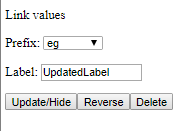 Link values
Prefix: eg
Label: UpdatedLabel
Update/Hide Reverse Delete